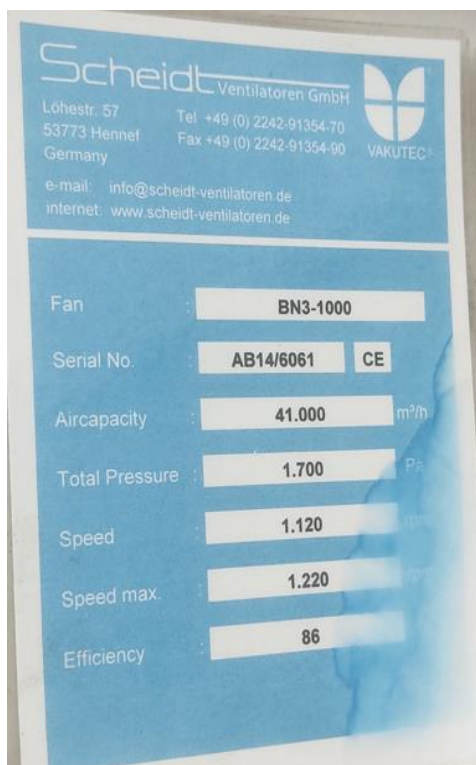 Scheidt Ventilatoren GmbH
Löhestr. 57
53773 Hennef
Germany
Tel +49 (0) 2242-91354-70
Fax +49 (0) 2242-91354-90
VAKUTEC®
e-mail: info@scheidt-ventilatoren.de
internet: www.scheidt-ventilatoren.de
Fan : BN3-1000
Serial No. : AB14/6061 CE
Aircapacity : 41.000 m³/h
Total Pressure : 1.700 Pa
Speed : 1.120
Speed max. : 1.220
Efficiency : 86